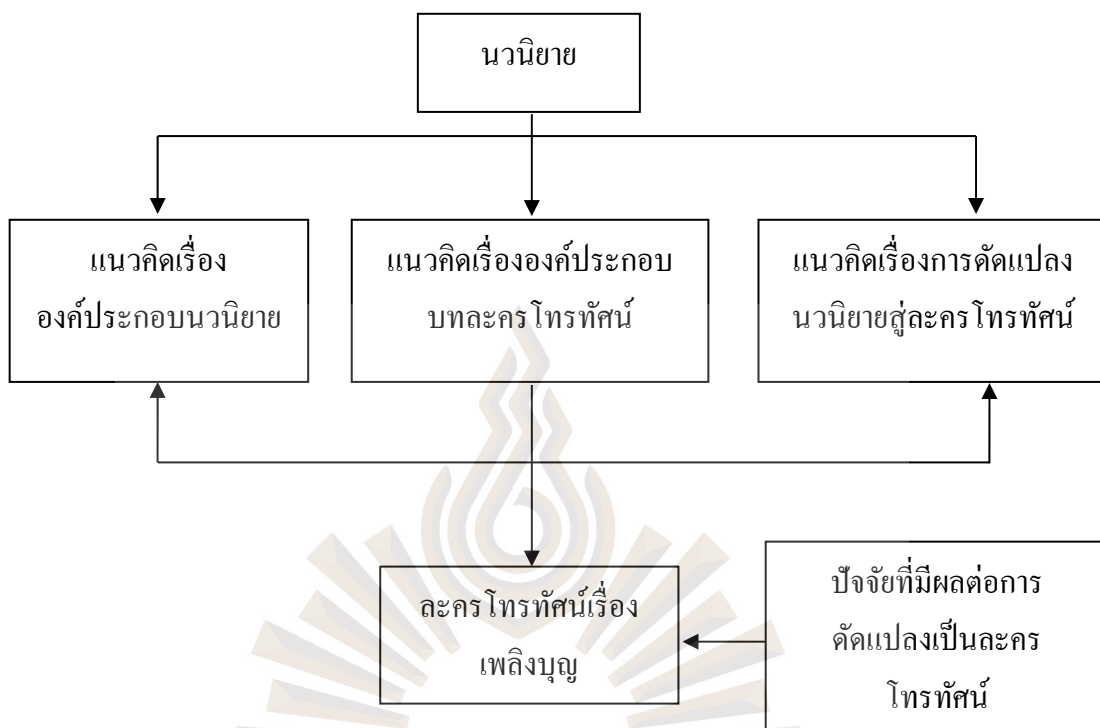 นวนิยาย
แนวคิดเรื่อง
องค์ประกอบนวนิยาย
แนวคิดเรื่ององค์ประกอบ
บทละครโทรทัศน์
แนวคิดเรื่องการดัดแปลง
นวนิยายสู่ละครโทรทัศน์
ละครโทรทัศน์เรื่อง
เพลิงบุญ
ปัจจัยที่มีผลต่อการ
ดัดแปลงเป็นละคร
โทรทัศน์